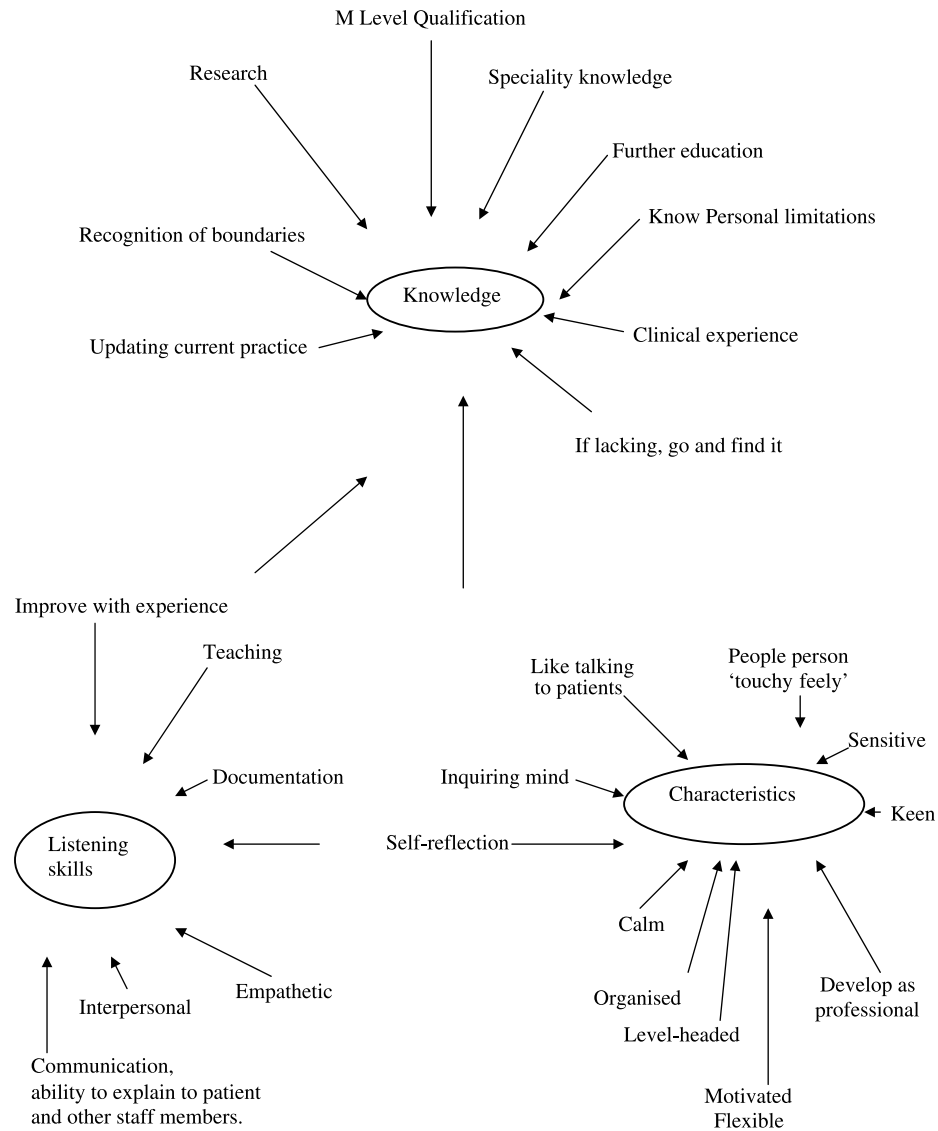 M Level Qualification
Research
Speciality knowledge
Further education
Know Personal limitations
Recognition of boundaries
Knowledge
Clinical experience
Updating current practice
If lacking, go and find it
Improve with experience
Teaching
Documentation
Listening
skills
Empathetic
Interpersonal
Communication,
ability to explain to patient
and other staff members.
Self-reflection
Like talking
to patients
People person
‘touchy feely’
Sensitive
Inquiring mind
Characteristics
Keen
Calm
Organised
Level-headed
Develop as
professional
Motivated
Flexible